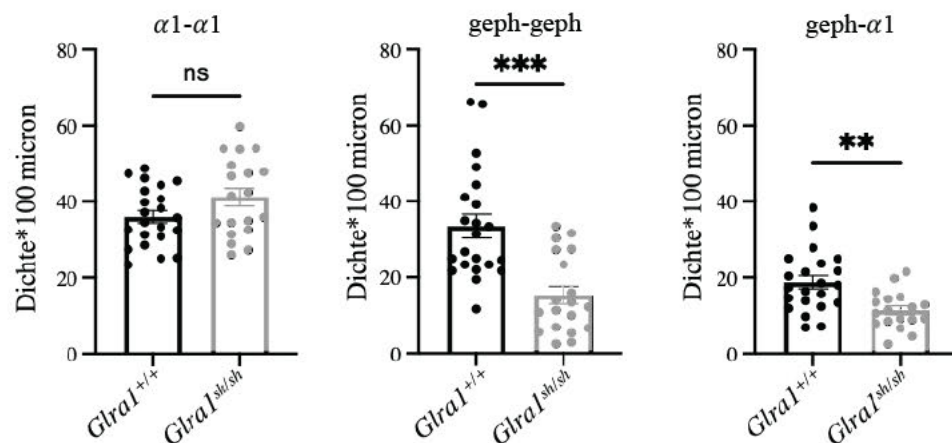 α1-α1
Dichte* 100 micron
80
60
40
20
0
ns
Glra1+/+
Glra1sh/sh
geph-geph
Dichte* 100 micron
80
60
40
20
0
***
Glra1+/+
Glra1sh/sh
geph-α1
Dichte* 100 micron
80
60
40
20
0
**
Glra1+/+
Glra1sh/sh